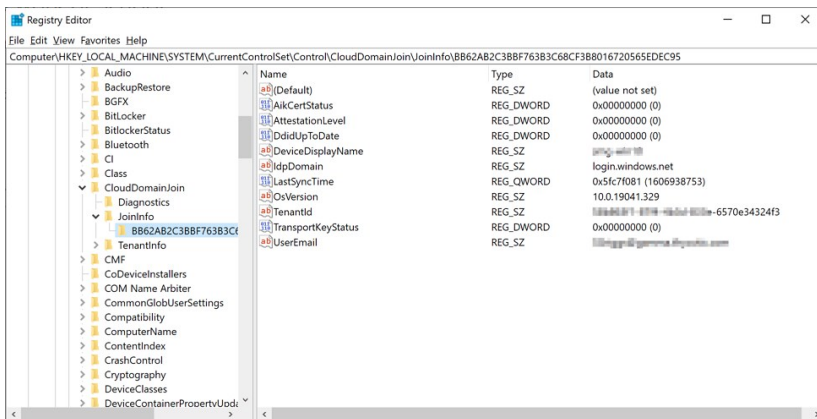 Registry Editor
File Edit View Favorites Help
Computer\HKEY_LOCAL_MACHINE\SYSTEM\CurrentControlSet\Control\CloudDomainJoin\JoinInfo\BB62AB2C3BBF763B3C68CF3B8016720565EDEC95
Audio
BackupRestore
BGFX
BitLocker
BitlockerStatus
Bluetooth
CI
Class
CloudDomainJoin
Diagnostics
JoinInfo
BB62AB2C3BBF763B3C6
TenantInfo
CMF
CoDeviceInstallers
COM Name Arbiter
CommonGlobUserSettings
Compatibility
ComputerName
ContentIndex
CrashControl
Cryptography
DeviceClasses
DeviceContainerPropertyUpda
Name Type Data
(Default) REG_SZ (value not set)
AikCertStatus REG_DWORD 0x00000000 (0)
AttestationLevel REG_DWORD 0x00000000 (0)
DdidUpToDate REG_DWORD 0x00000000 (0)
DeviceDisplayName REG_SZ
IdpDomain REG_SZ login.windows.net
LastSyncTime REG_QWORD 0x5fc7f081 (1606938753)
OsVersion REG_SZ 10.0.19041.329
TenantId REG_SZ -6570e34324f3
TransportKeyStatus REG_DWORD 0x00000000 (0)
UserEmail REG_SZ